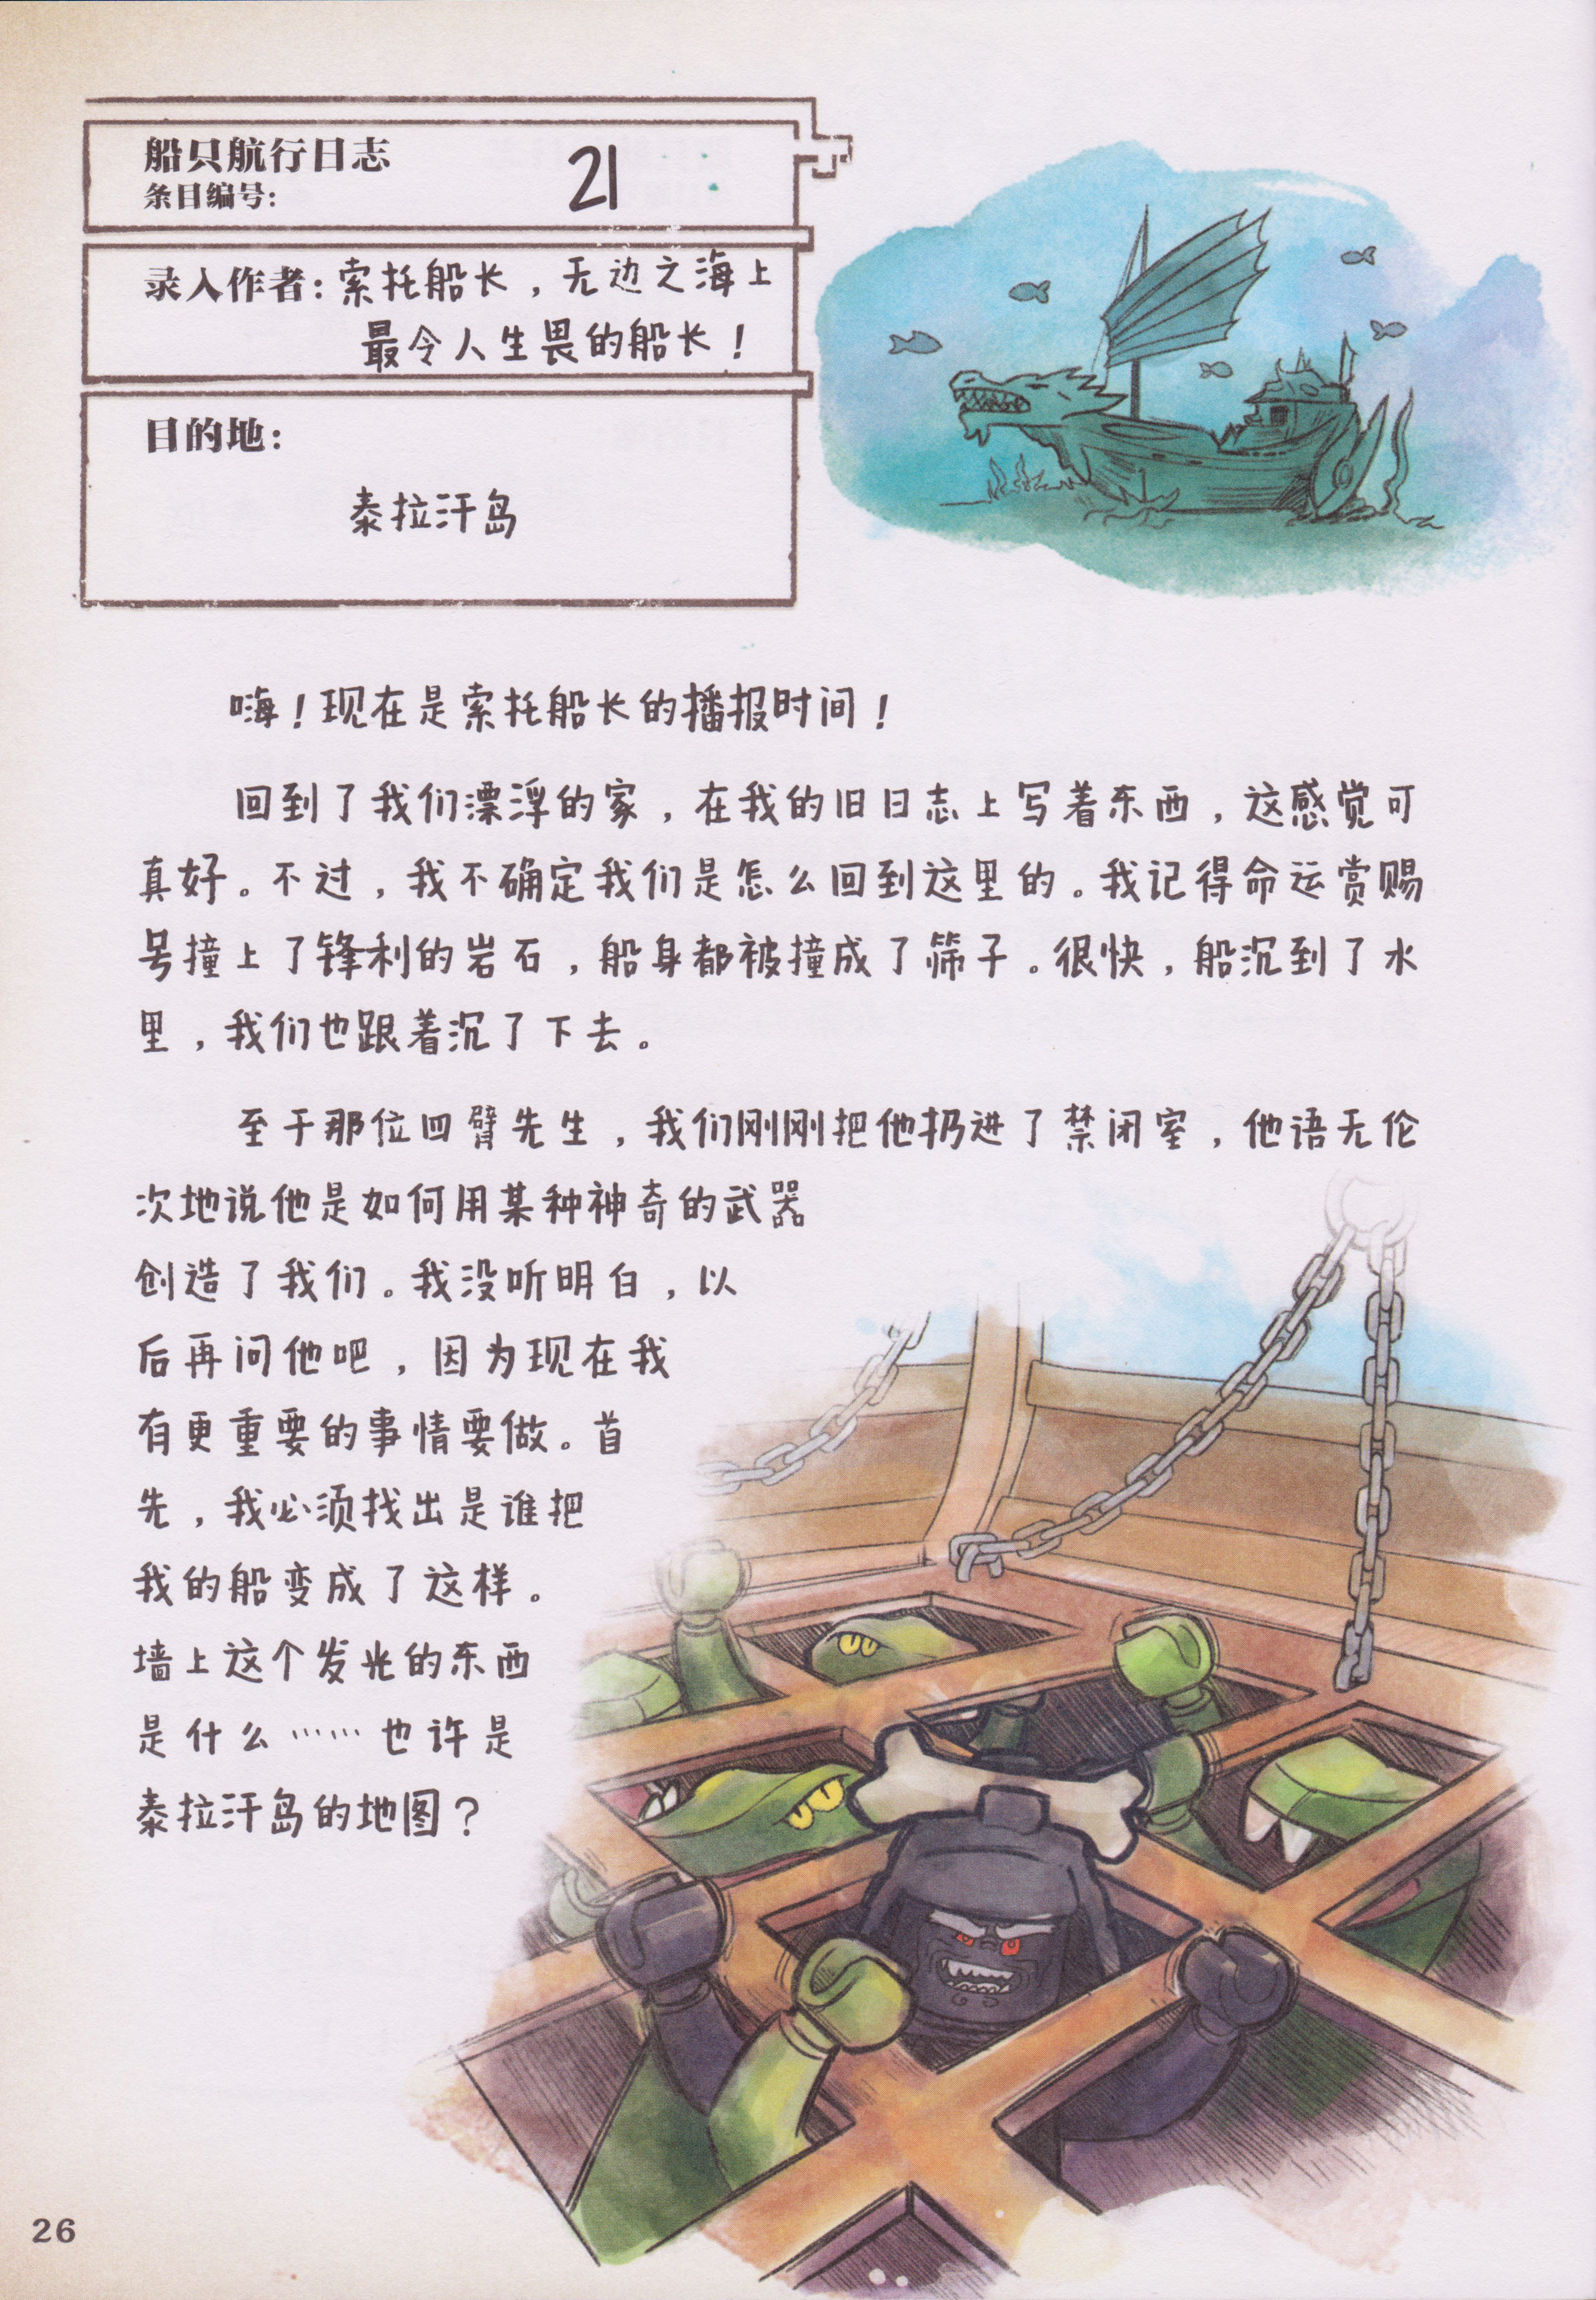 船只航行日志
条目编号: 21
录入作者:索托船长，无边之海上
最令人生畏的船长！
目的地:
泰拉汗岛
嗨！现在是索托船长的播报时间！
回到了我们漂浮的家，在我的旧日志上写着东西，这感觉可
真好。不过，我不确定我们是怎么回到这里的。我记得命运赏赐
号撞上了锋利的岩石，船身都被撞成了筛子。很快，船沉到了水
里，我们也跟着沉了下去。
至于那位四臂先生，我们刚刚把他扔进了禁闭室，他语无伦
次地说他是如何用某种神奇的武器
创造了我们。我没听明白，以
后再问他吧，因为现在我
有更重要的事情要做。首
先，我必须找出是谁把
我的船变成了这样。
墙上这个发光的东西
是什么……也许是
泰拉汗岛的地图？
26